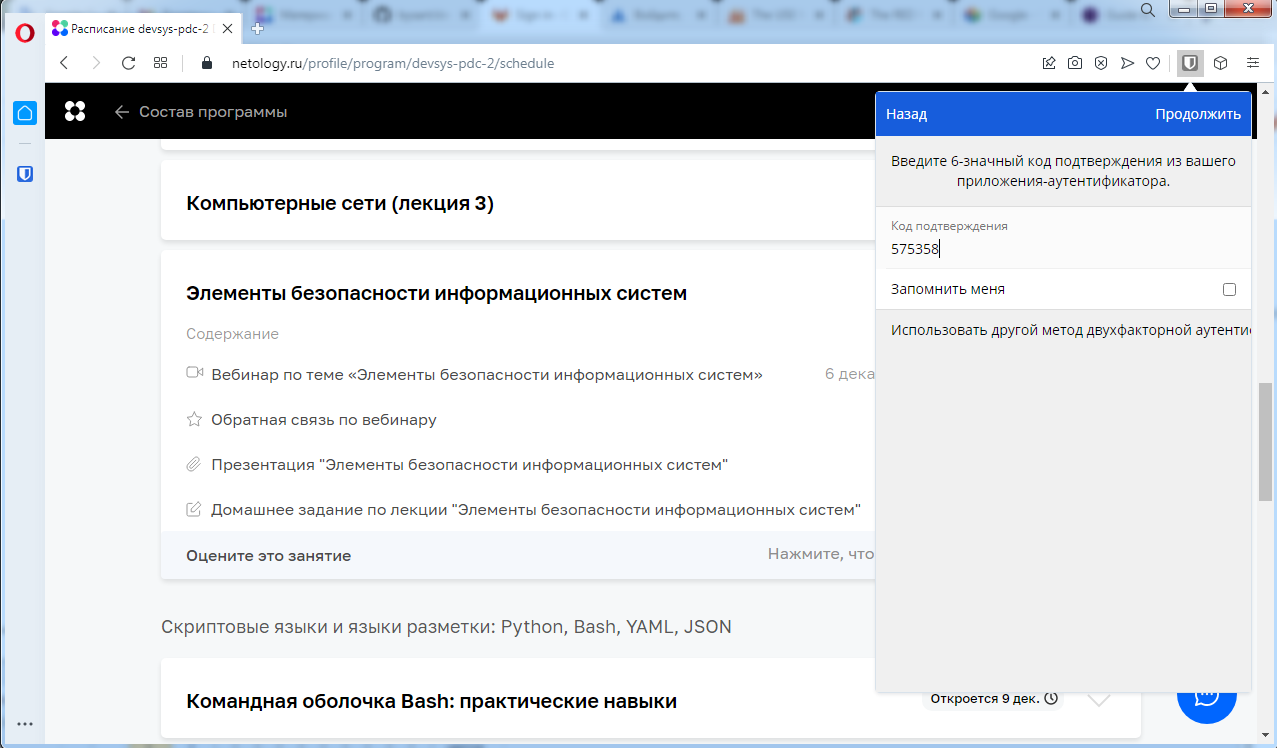 Расписание devsys-pdc-2
netology.ru/profile/program/devsys-pdc-2/schedule
Состав программы
Компьютерные сети (лекция 3)
Элементы безопасности информационных систем
Содержание
Вебинар по теме «Элементы безопасности информационных систем»
6 дека
Обратная связь по вебинару
Презентация "Элементы безопасности информационных систем"
Домашнее задание по лекции "Элементы безопасности информационных систем"
Оцените это занятие
Нажмите, что
Скриптовые языки и языки разметки: Python, Bash, YAML, JSON
Командная оболочка Bash: практические навыки
Откроется 9 дек.
Назад
Продолжить
Введите 6-значный код подтверждения из вашего
приложения-аутентификатора.
Код подтверждения
575358
Запомнить меня
Использовать другой метод двухфакторной аутенти